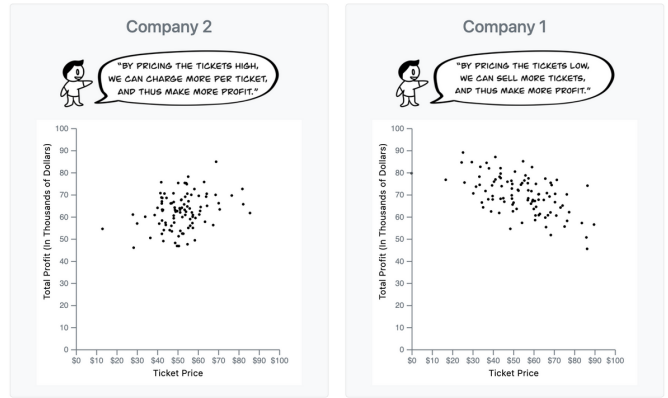 Company 2
"BY PRICING THE TICKETS HIGH,
WE CAN CHARGE MORE PER TICKET,
AND THUS MAKE MORE PROFIT."
Total Profit (In Thousands of Dollars)
100
90
80
70
60
50
40
30
20
10
0
$0 $10 $20 $30 $40 $50 $60 $70 $80 $90 $100
Ticket Price
Company 1
"BY PRICING THE TICKETS LOW,
WE CAN SELL MORE TICKETS,
AND THUS MAKE MORE PROFIT."
Total Profit (In Thousands of Dollars)
100
90
80
70
60
50
40
30
20
10
0
$0 $10 $20 $30 $40 $50 $60 $70 $80 $90 $100
Ticket Price